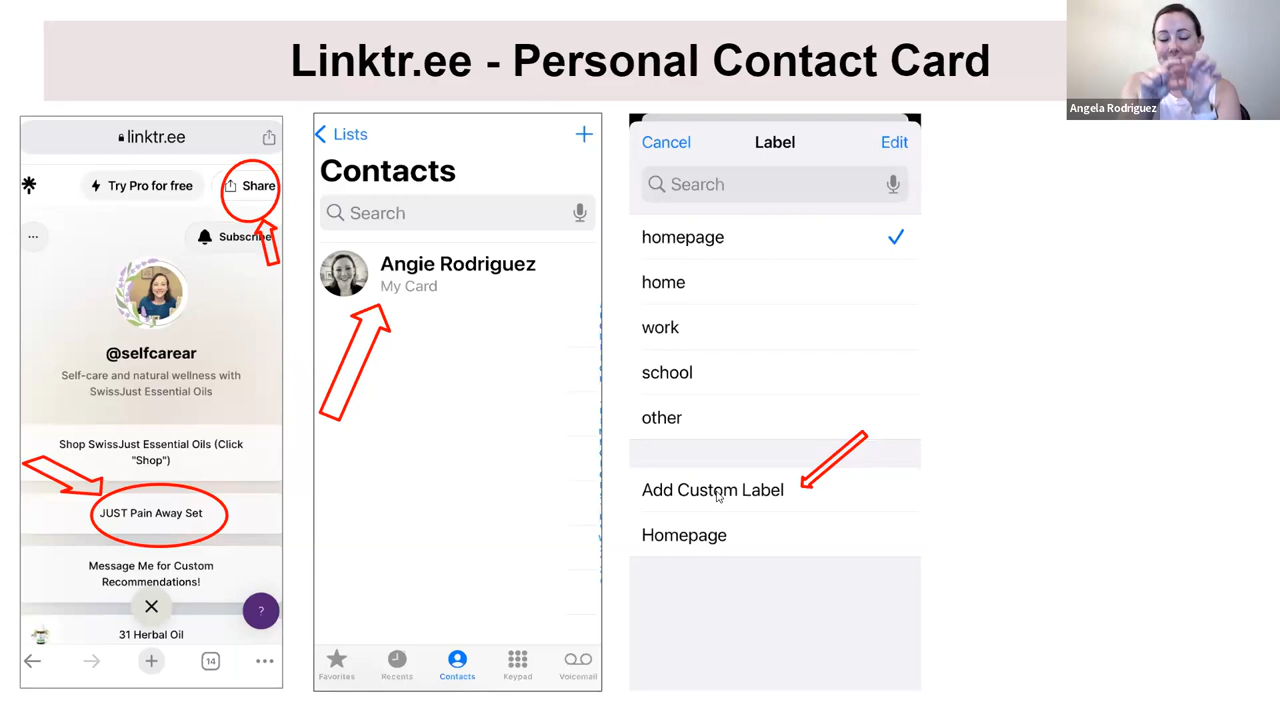 Linktr.ee - Personal Contact Card
Angela Rodriguez
linktr.ee
Try Pro for free
Share
...
Subscribe
@selfcarear
Self-care and natural wellness with
SwissJust Essential Oils
Shop SwissJust Essential Oils (Click
"Shop")
JUST Pain Away Set
Message Me for Custom
Recommendations!
?
31 Herbal Oil
14
Lists
Contacts
Search
Angie Rodriguez
My Card
Favorites
Recents
Contacts
Keypad
Voicemail
Cancel
Label
Edit
Search
homepage
home
work
school
other
Add Custom Label
Homepage